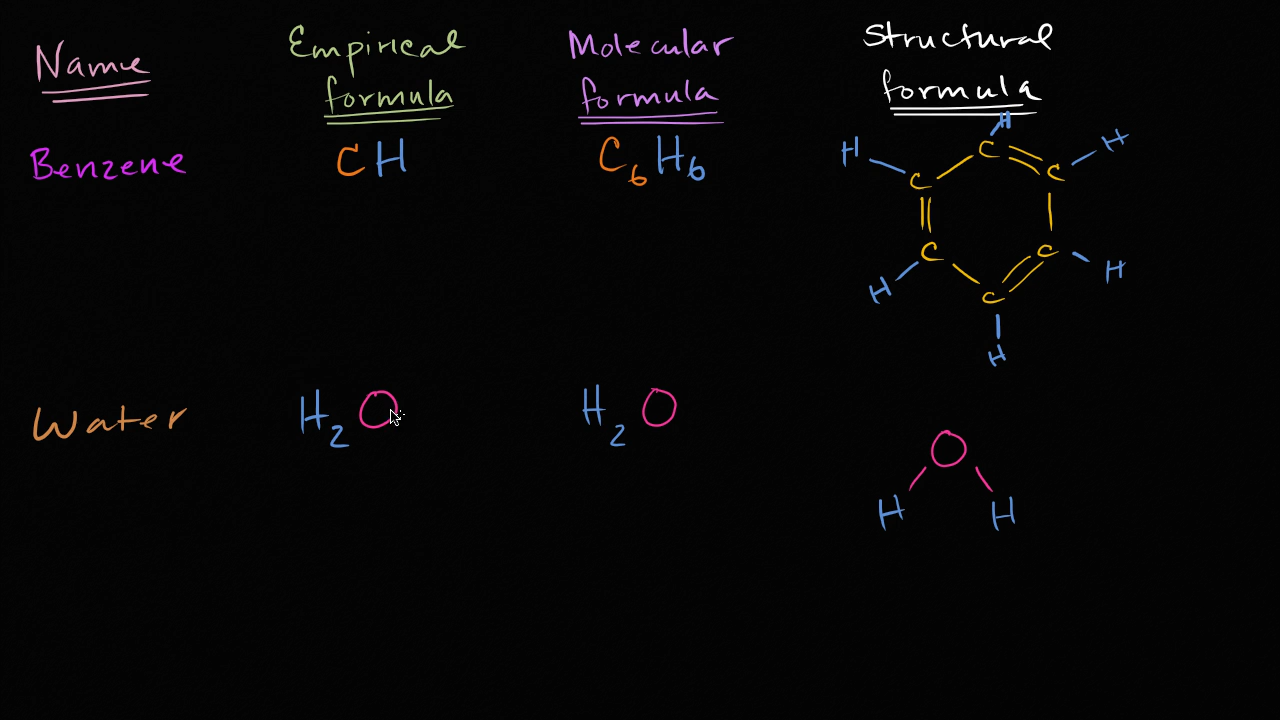 Name
Empirical
formula
Molecular
formula
Structural
formula
Benzene
CH
C6H6
H
H
H
C
C
C
C
C
C
H
H
H
Water
H2O
H2O
O
H
H